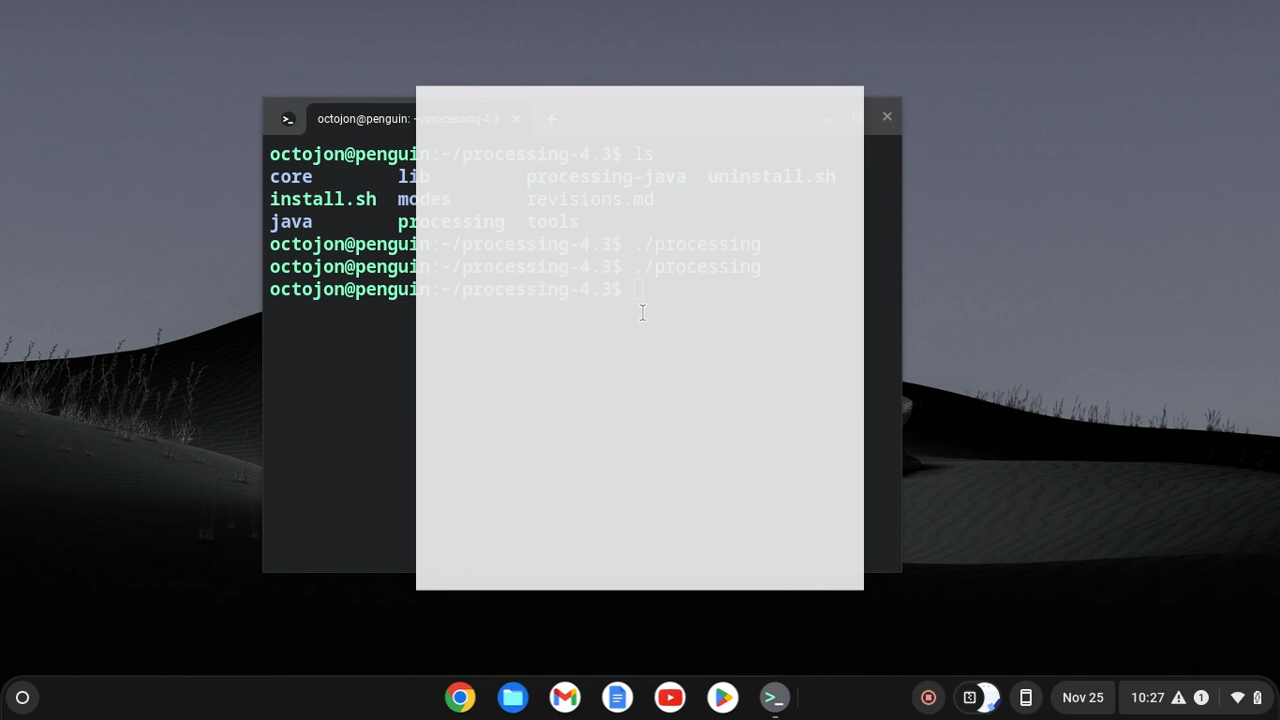 octojon@penguin: ~/processing-4.3
octojon@penguin:~/processing-4.3$ ls
core lib processing-java uninstall.sh
install.sh modes revisions.md
java processing tools
octojon@penguin:~/processing-4.3$ ./processing
octojon@penguin:~/processing-4.3$ ./processing
octojon@penguin:~/processing-4.3$
Nov 25 10:27 1